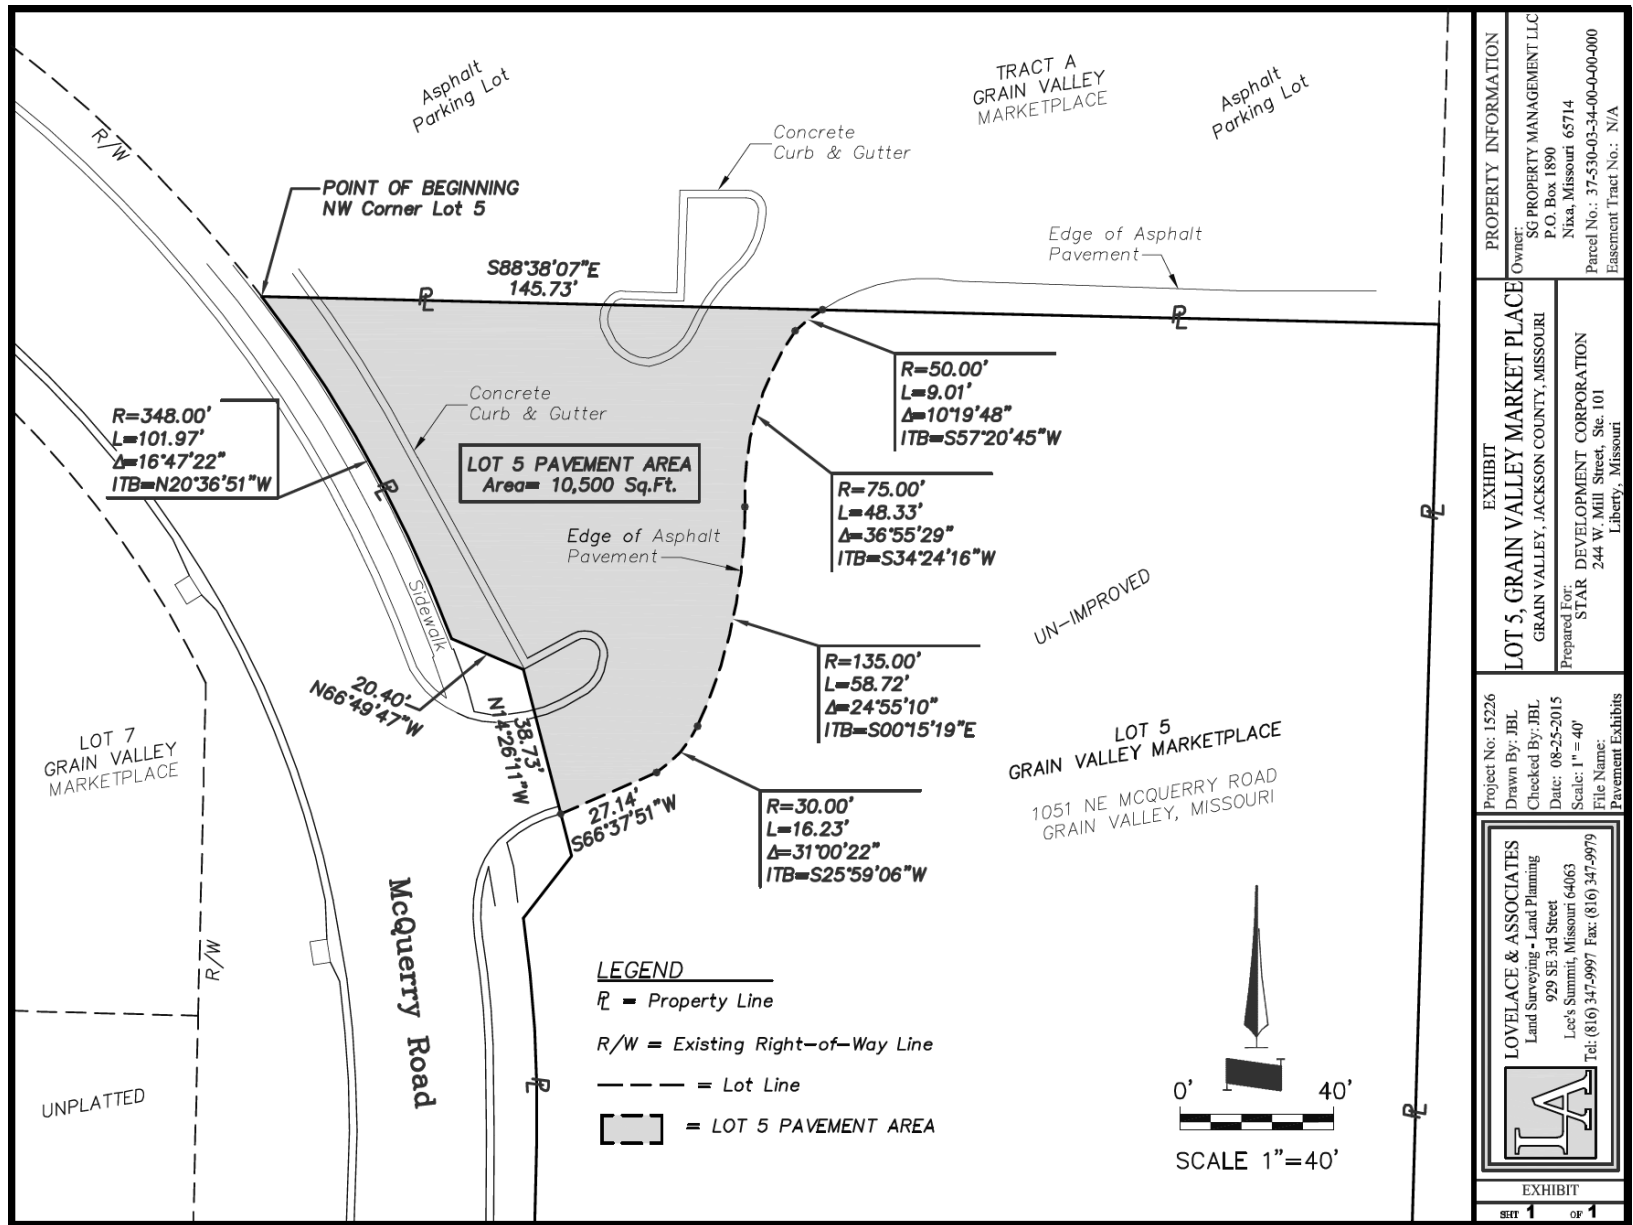 Asphalt
Parking Lot
TRACT A
GRAIN VALLEY
MARKETPLACE
Asphalt
Parking Lot
R/W
Concrete
Curb & Gutter
POINT OF BEGINNING
NW Corner Lot 5
Edge of Asphalt
Pavement
S88°38'07"E
145.73'
PL
PL
R=50.00'
L=9.01'
Δ=10°19'48"
ITB=S57°20'45"W
R=348.00'
L=101.97'
Δ=16°47'22"
ITB=N20°36'51"W
Concrete
Curb & Gutter
LOT 5 PAVEMENT AREA
Area= 10,500 Sq.Ft.
PL
R=75.00'
L=48.33'
Δ=36°55'29"
ITB=S34°24'16"W
PL
Edge of Asphalt
Pavement
Sidewalk
UN-IMPROVED
R=135.00'
L=58.72'
Δ=24°55'10"
ITB=S00°15'19"E
20.40'
N66°49'47"W
38.73'
N14°26'11"W
LOT 7
GRAIN VALLEY
MARKETPLACE
LOT 5
GRAIN VALLEY MARKETPLACE
1051 NE MCQUERRY ROAD
GRAIN VALLEY, MISSOURI
27.14'
S66°37'51"W
R=30.00'
L=16.23'
Δ=31°00'22"
ITB=S25°59'06"W
McQuerry Road
R/W
UNPLATTED
LEGEND
PL = Property Line
R/W = Existing Right-of-Way Line
= Lot Line
= LOT 5 PAVEMENT AREA
PL
PL
0' 40'
SCALE 1"=40'
PROPERTY INFORMATION
Owner:
SG PROPERTY MANAGEMENT LLC
P.O. Box 1890
Nixa, Missouri 65714
Parcel No.: 37-530-03-34-00-0-00-000
Easement Tract No.: N/A
EXHIBIT
LOT 5, GRAIN VALLEY MARKET PLACE
GRAIN VALLEY, JACKSON COUNTY, MISSOURI
Prepared For:
STAR DEVELOPMENT CORPORATION
244 W. Mill Street, Ste. 101
Liberty, Missouri
Project No: 15226
Drawn By: JBL
Checked By: JBL
Date: 08-25-2015
Scale: 1" = 40'
File Name:
Pavement Exhibits
LOVELACE & ASSOCIATES
Land Surveying - Land Planning
929 SE 3rd Street
Lee's Summit, Missouri 64063
Tel: (816) 347-9997 Fax: (816) 347-9979
LA
EXHIBIT
SHT 1 OF 1